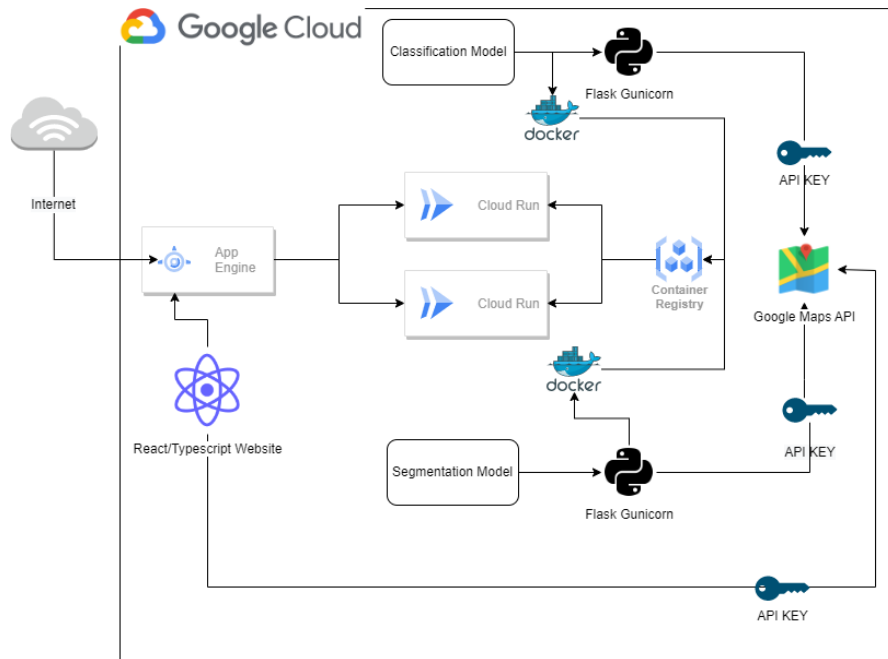 Google Cloud
Classification Model
Flask Gunicorn
docker
API KEY
Internet
Cloud Run
App
Engine
Container
Registry
Cloud Run
Google Maps API
docker
React/Typescript Website
API KEY
Segmentation Model
Flask Gunicorn
API KEY